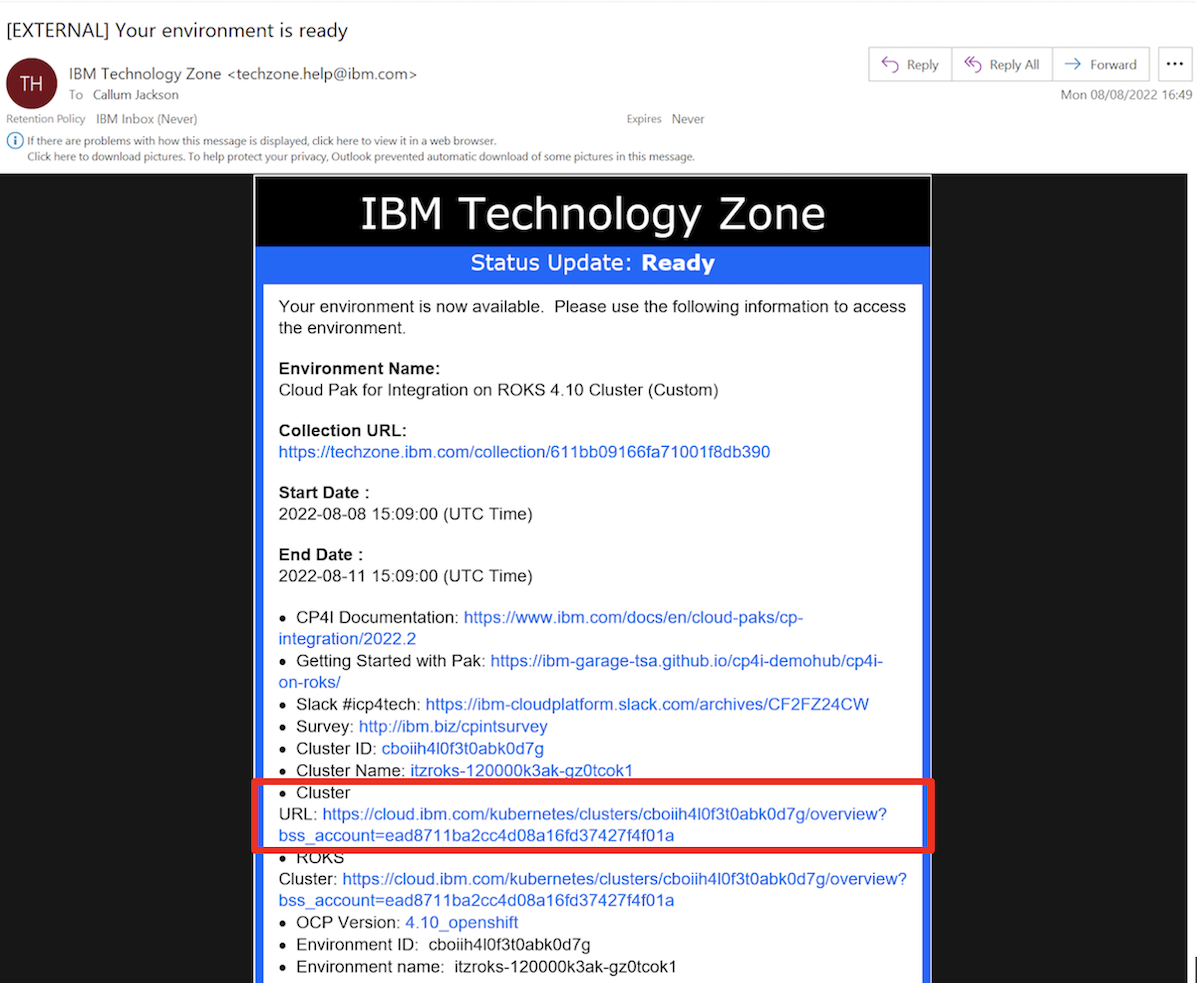 [EXTERNAL] Your environment is ready
TH
IBM Technology Zone <techzone.help@ibm.com>
To Callum Jackson
Reply
Reply All
Forward
...
Mon 08/08/2022 16:49
Retention Policy IBM Inbox (Never)
Expires Never
If there are problems with how this message is displayed, click here to view it in a web browser.
Click here to download pictures. To help protect your privacy, Outlook prevented automatic download of some pictures in this message.
IBM Technology Zone
Status Update: Ready
Your environment is now available. Please use the following information to access
the environment.
Environment Name:
Cloud Pak for Integration on ROKS 4.10 Cluster (Custom)
Collection URL:
https://techzone.ibm.com/collection/611bb09166fa71001f8db390
Start Date :
2022-08-08 15:09:00 (UTC Time)
End Date :
2022-08-11 15:09:00 (UTC Time)
• CP4I Documentation: https://www.ibm.com/docs/en/cloud-paks/cp-
integration/2022.2
• Getting Started with Pak: https://ibm-garage-tsa.github.io/cp4i-demohub/cp4i-
on-roks/
• Slack #icp4tech: https://ibm-cloudplatform.slack.com/archives/CF2FZ24CW
• Survey: http://ibm.biz/cpintsurvey
• Cluster ID: cboiih4l0f3t0abk0d7g
• Cluster Name: itzroks-120000k3ak-gz0tcok1
• Cluster
URL: https://cloud.ibm.com/kubernetes/clusters/cboiih4l0f3t0abk0d7g/overview?
bss_account=ead8711ba2cc4d08a16fd37427f4f01a
• ROKS
Cluster: https://cloud.ibm.com/kubernetes/clusters/cboiih4l0f3t0abk0d7g/overview?
bss_account=ead8711ba2cc4d08a16fd37427f4f01a
• OCP Version: 4.10_openshift
• Environment ID: cboiih4l0f3t0abk0d7g
• Environment name: itzroks-120000k3ak-gz0tcok1